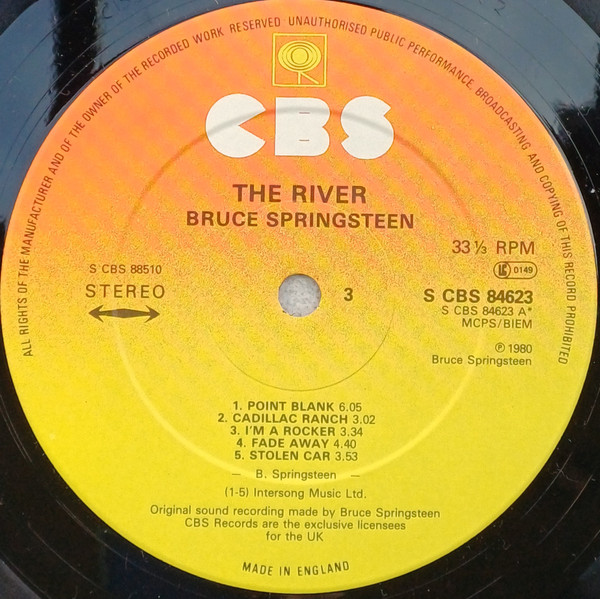 ALL RIGHTS OF THE MANUFACTURER AND OF THE OWNER OF THE RECORDED WORK RESERVED UNAUTHORISED PUBLIC PERFORMANCE BROADCASTING AND COPYING OF THIS RECORD PROHIBITED
CBS
THE RIVER
BRUCE SPRINGSTEEN
33⅓ RPM
S CBS 88510
LC 0149
STEREO
3
S CBS 84623
S CBS 84623 A*
MCPS/BIEM
℗ 1980
Bruce Springsteen
1. POINT BLANK 6.05
2. CADILLAC RANCH 3.02
3. I'M A ROCKER 3.34
4. FADE AWAY 4.40
5. STOLEN CAR 3.53
— B. Springsteen —
(1-5) Intersong Music Ltd.
Original sound recording made by Bruce Springsteen
CBS Records are the exclusive licensees
for the UK
MADE IN ENGLAND